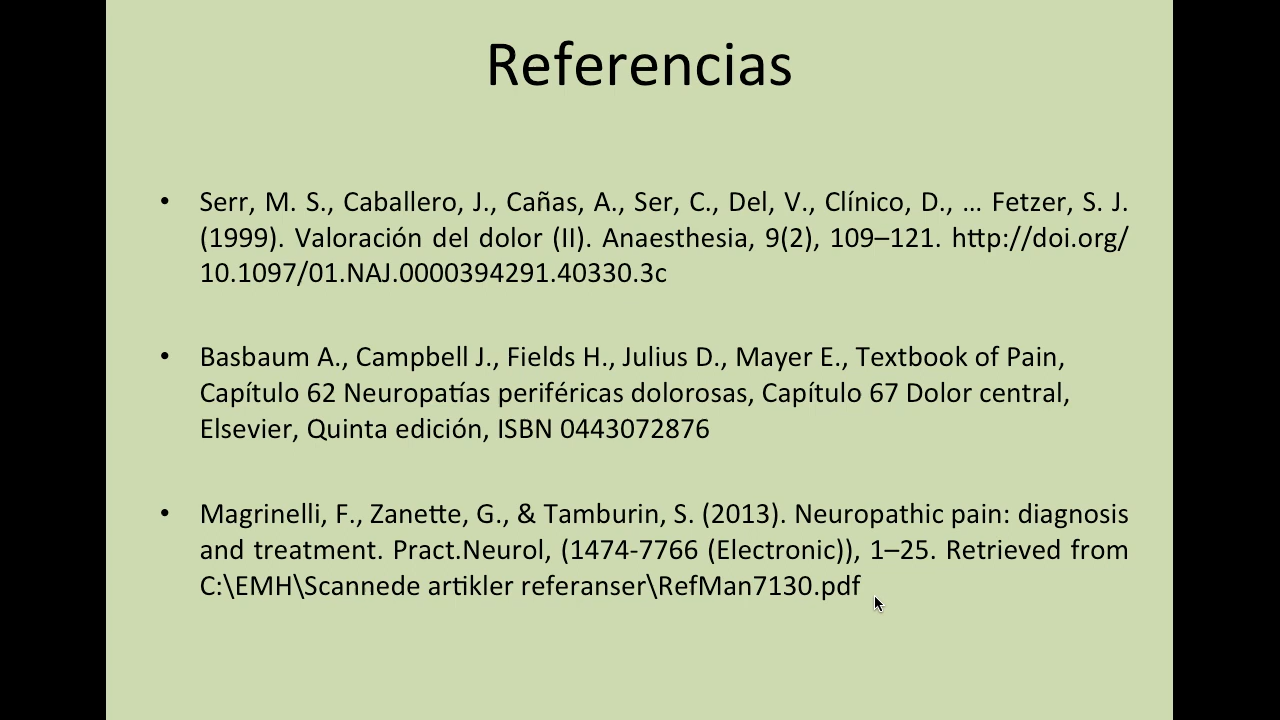 Referencias
• Serr, M. S., Caballero, J., Cañas, A., Ser, C., Del, V., Clínico, D., … Fetzer, S. J.
(1999). Valoración del dolor (II). Anaesthesia, 9(2), 109–121. http://doi.org/
10.1097/01.NAJ.0000394291.40330.3c
• Basbaum A., Campbell J., Fields H., Julius D., Mayer E., Textbook of Pain,
Capítulo 62 Neuropatías periféricas dolorosas, Capítulo 67 Dolor central,
Elsevier, Quinta edición, ISBN 0443072876
• Magrinelli, F., Zanette, G., & Tamburin, S. (2013). Neuropathic pain: diagnosis
and treatment. Pract.Neurol, (1474-7766 (Electronic)), 1–25. Retrieved from
C:\EMH\Scannede artikler referanser\RefMan7130.pdf